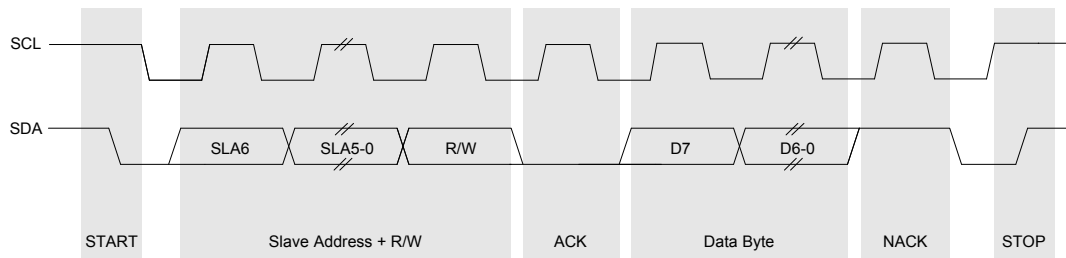 SCL
SDA
SLA6 SLA5-0 R/W D7 D6-0
START Slave Address + R/W ACK Data Byte NACK STOP